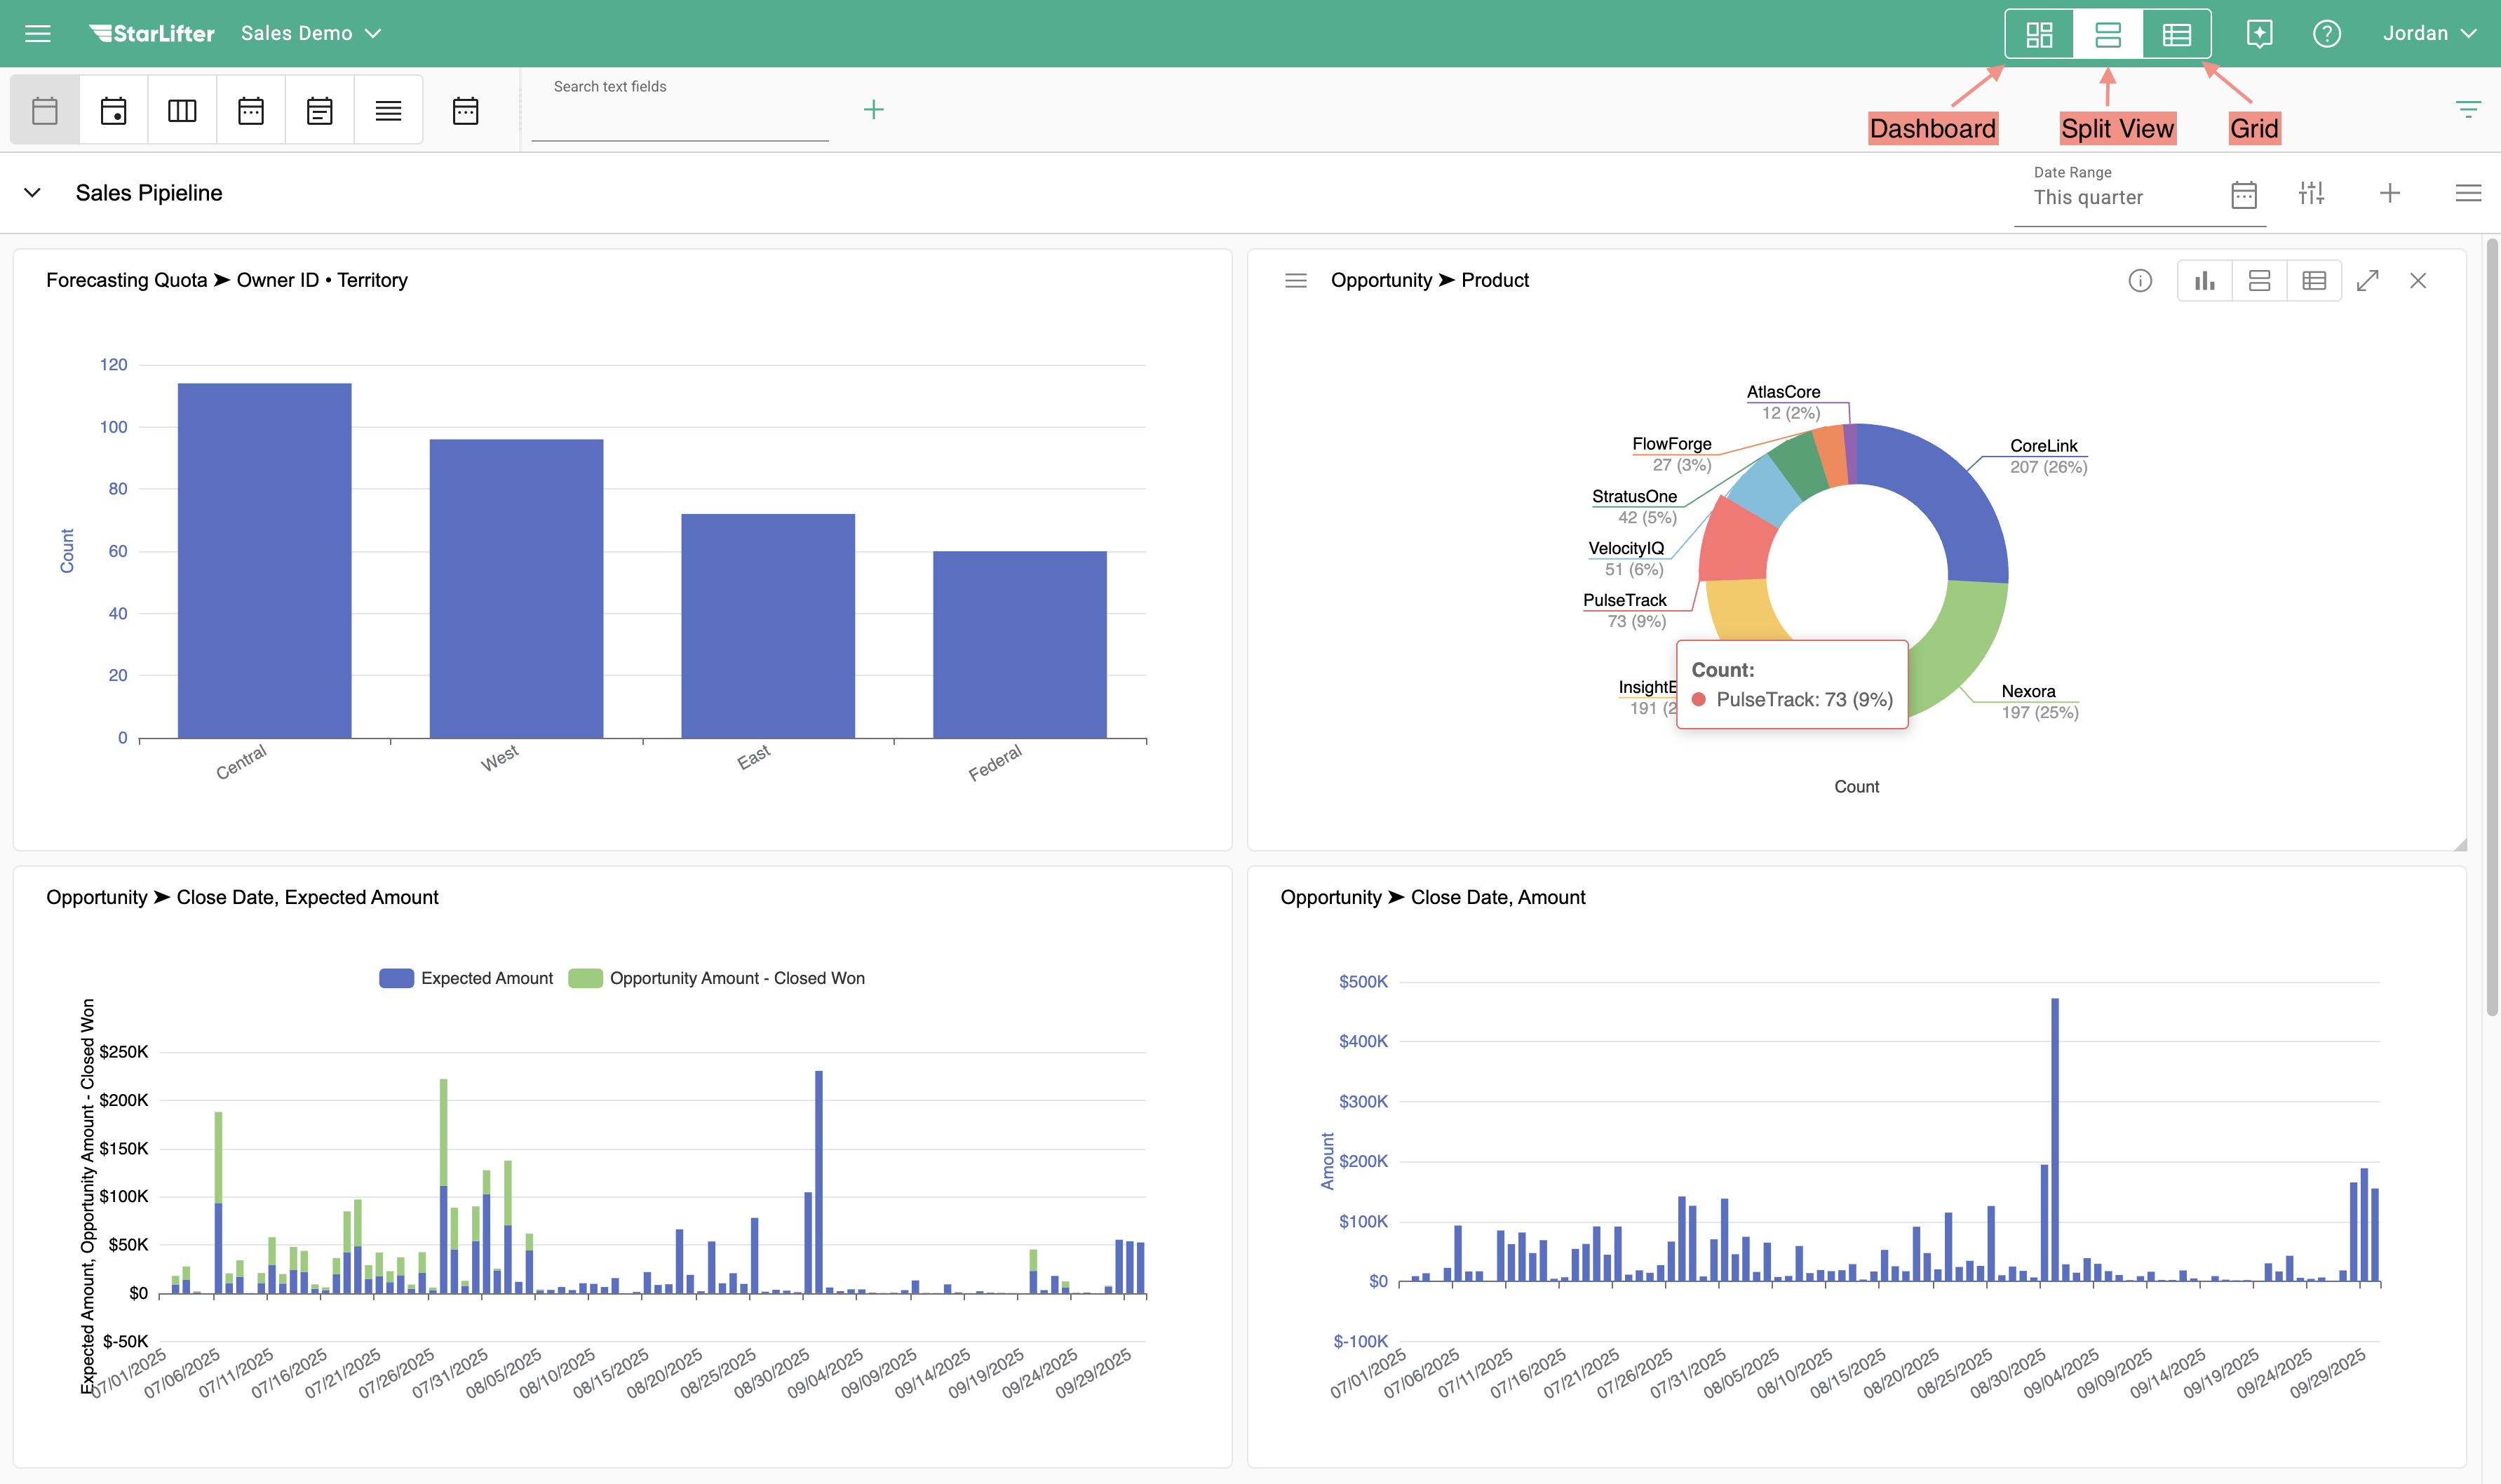 StarLifter
Sales Demo
Jordan
Search text fields
Dashboard
Split View
Grid
Sales Pipieline
Date Range
This quarter
Forecasting Quota ➤ Owner ID • Territory
120
100
80
60
40
20
0
Count
Central
West
East
Federal
Opportunity ➤ Product
AtlasCore
12 (2%)
FlowForge
27 (3%)
StratusOne
42 (5%)
VelocityIQ
51 (6%)
PulseTrack
73 (9%)
CoreLink
207 (26%)
Nexora
197 (25%)
191
Count:
PulseTrack: 73 (9%)
Count
Opportunity ➤ Close Date, Expected Amount
Expected Amount
Opportunity Amount - Closed Won
Expected Amount, Opportunity Amount - Closed Won
$250K
$200K
$150K
$100K
$50K
$0
$-50K
07/01/2025
07/06/2025
07/11/2025
07/16/2025
07/21/2025
07/26/2025
07/31/2025
08/05/2025
08/10/2025
08/15/2025
08/20/2025
08/25/2025
08/30/2025
09/04/2025
09/09/2025
09/14/2025
09/19/2025
09/24/2025
09/29/2025
Opportunity ➤ Close Date, Amount
Amount
$500K
$400K
$300K
$200K
$100K
$0
$-100K
07/01/2025
07/06/2025
07/11/2025
07/16/2025
07/21/2025
07/26/2025
07/31/2025
08/05/2025
08/10/2025
08/15/2025
08/20/2025
08/25/2025
08/30/2025
09/04/2025
09/09/2025
09/14/2025
09/19/2025
09/24/2025
09/29/2025